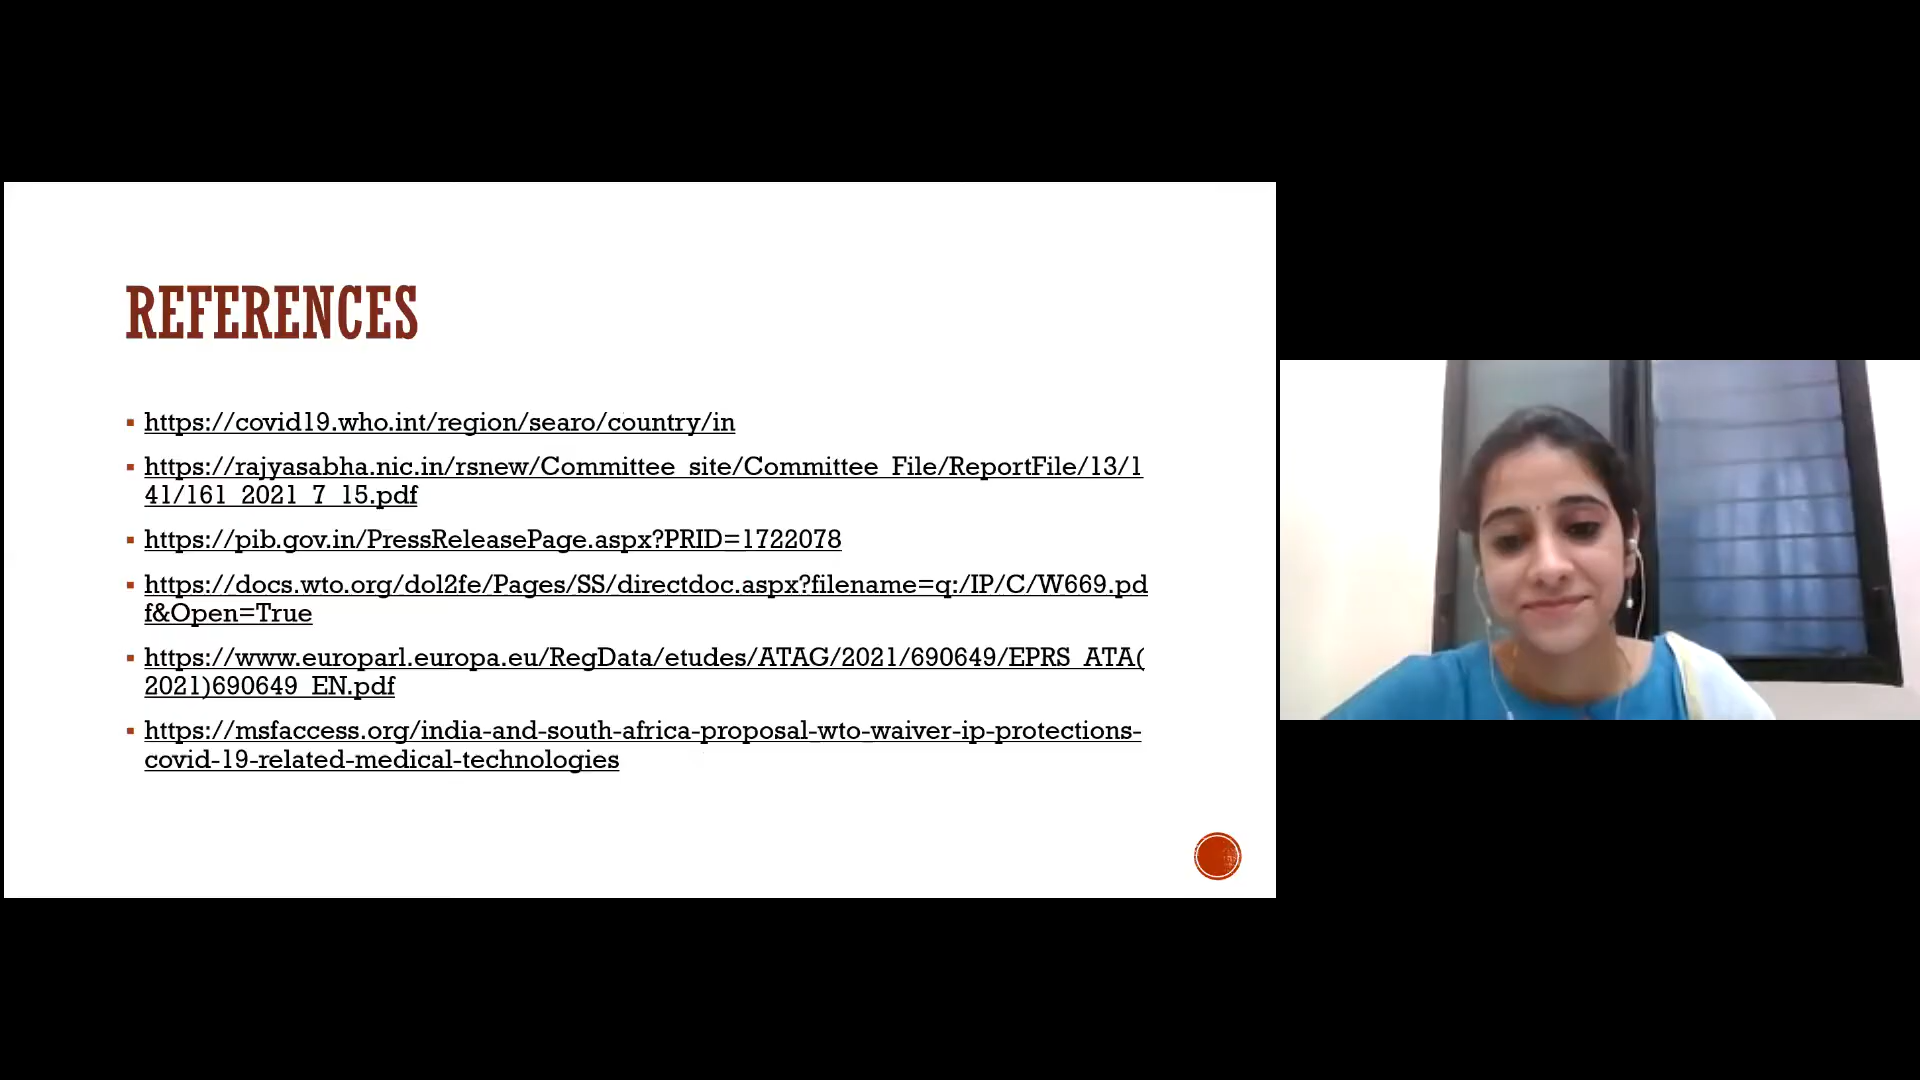 REFERENCES
https://covid19.who.int/region/searo/country/in
https://rajyasabha.nic.in/rsnew/Committee_site/Committee_File/ReportFile/13/1
41/161_2021_7_15.pdf
https://pib.gov.in/PressReleasePage.aspx?PRID=1722078
https://docs.wto.org/dol2fe/Pages/SS/directdoc.aspx?filename=q:/IP/C/W669.pd
f&Open=True
https://www.europarl.europa.eu/RegData/etudes/ATAG/2021/690649/EPRS_ATA(
2021)690649_EN.pdf
https://msfaccess.org/india-and-south-africa-proposal-wto-waiver-ip-protections-
covid-19-related-medical-technologies